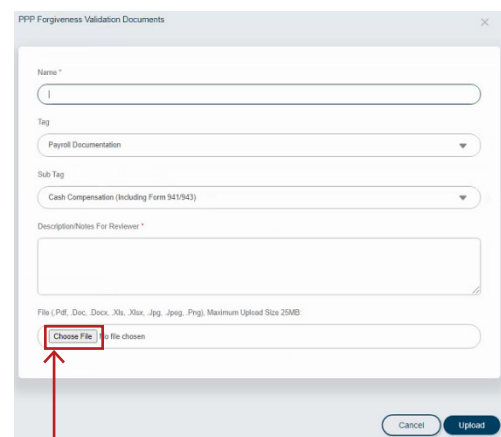 PPP Forgiveness Validation Documents
Name *
Tag
Payroll Documentation
Sub Tag
Cash Compensation (Including Form 941/943)
Description/Notes For Reviewer *
File (.Pdf, .Doc, .Docx, .Xls, .Xlsx, .Jpg, .Jpeg, .Png), Maximum Upload Size 25MB
Choose File No file chosen
Cancel Upload